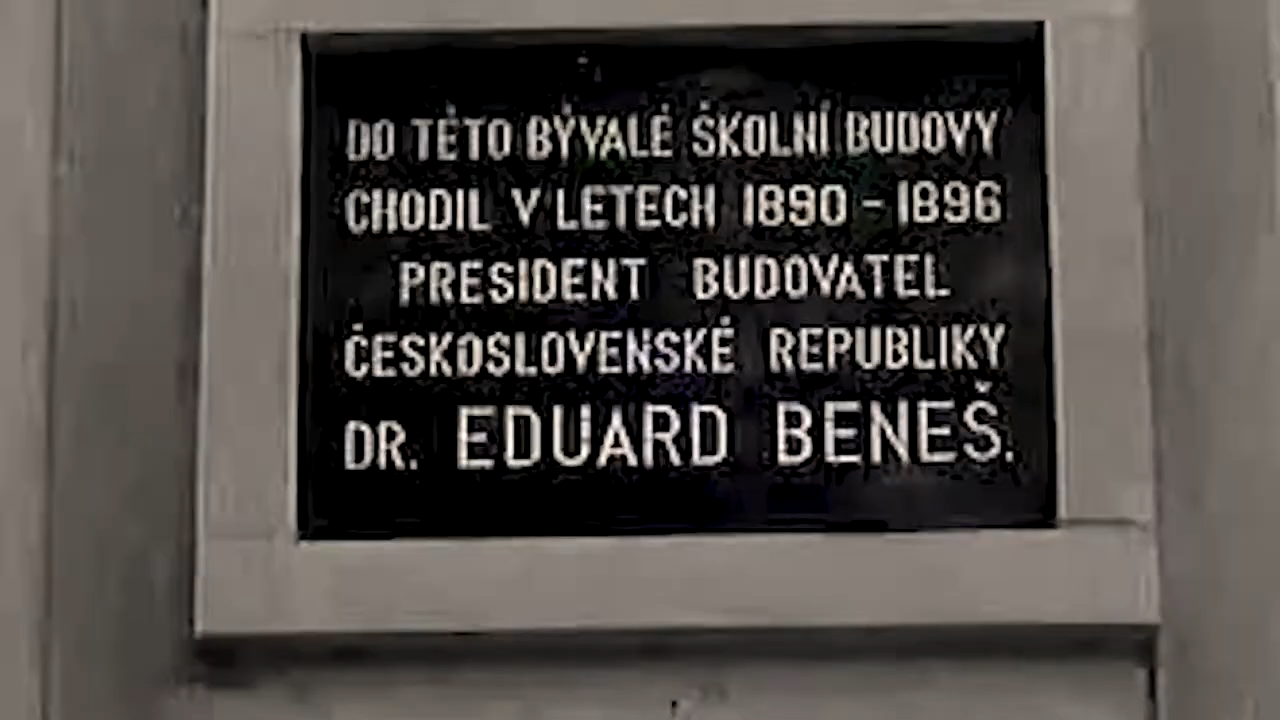 DO TÉTO BÝVALÉ ŠKOLNÍ BUDOVY
CHODIL V LETECH 1890 - 1896
PRESIDENT BUDOVATEL
ČESKOSLOVENSKÉ REPUBLIKY
DR. EDUARD BENEŠ.